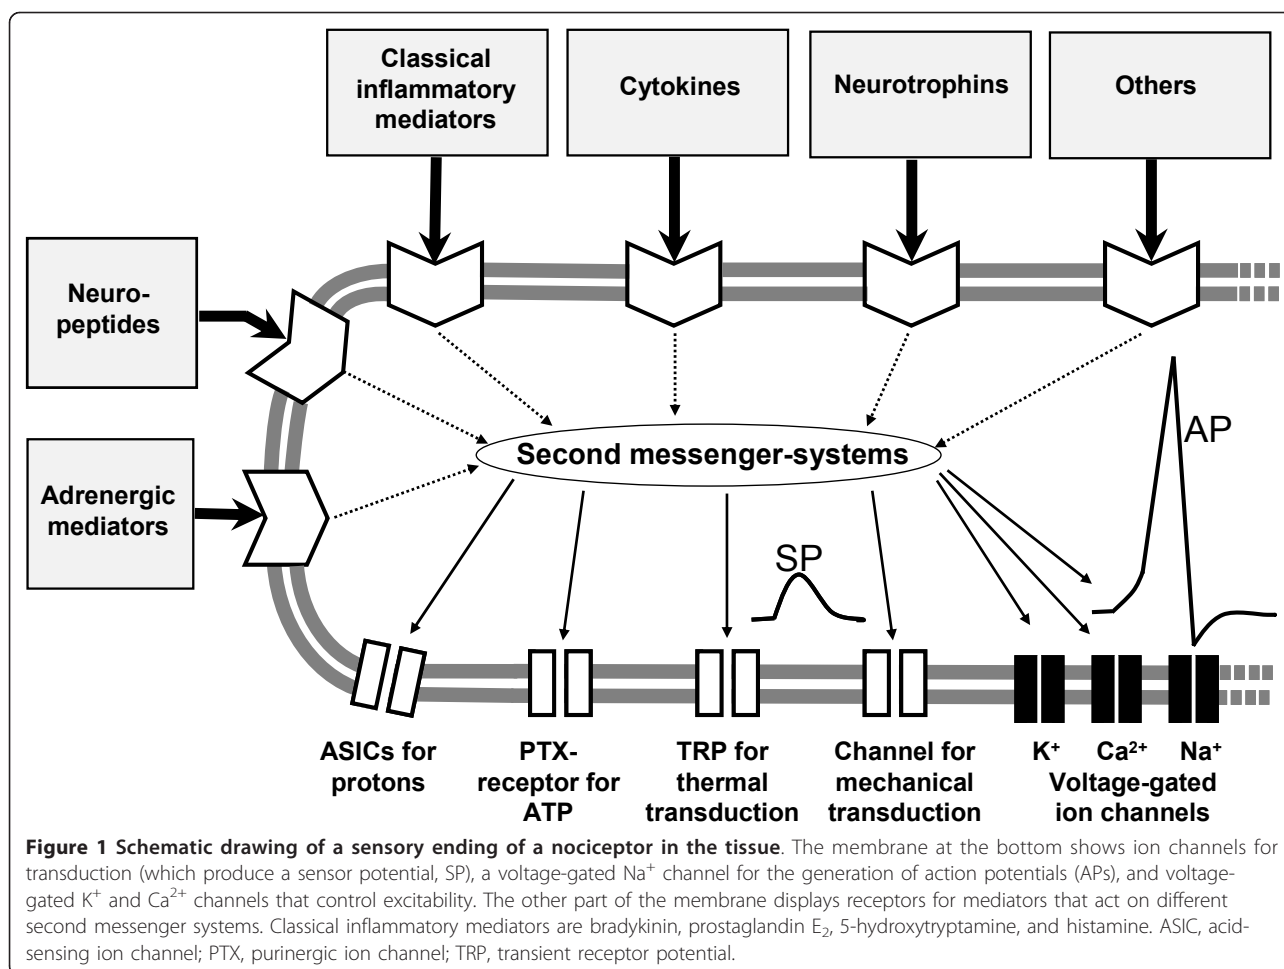 Classical
inflammatory
mediators
Cytokines
Neurotrophins
Others
Neuro-
peptides
Adrenergic
mediators
Second messenger-systems
AP
SP
ASICs for
protons
PTX-
receptor for
ATP
TRP for
thermal
transduction
Channel for
mechanical
transduction
K⁺ Ca²⁺ Na⁺
Voltage-gated
ion channels
Figure 1 Schematic drawing of a sensory ending of a nociceptor in the tissue. The membrane at the bottom shows ion channels for
transduction (which produce a sensor potential, SP), a voltage-gated Na⁺ channel for the generation of action potentials (APs), and voltage-
gated K⁺ and Ca²⁺ channels that control excitability. The other part of the membrane displays receptors for mediators that act on different
second messenger systems. Classical inflammatory mediators are bradykinin, prostaglandin E₂, 5-hydroxytryptamine, and histamine. ASIC, acid-
sensing ion channel; PTX, purinergic ion channel; TRP, transient receptor potential.